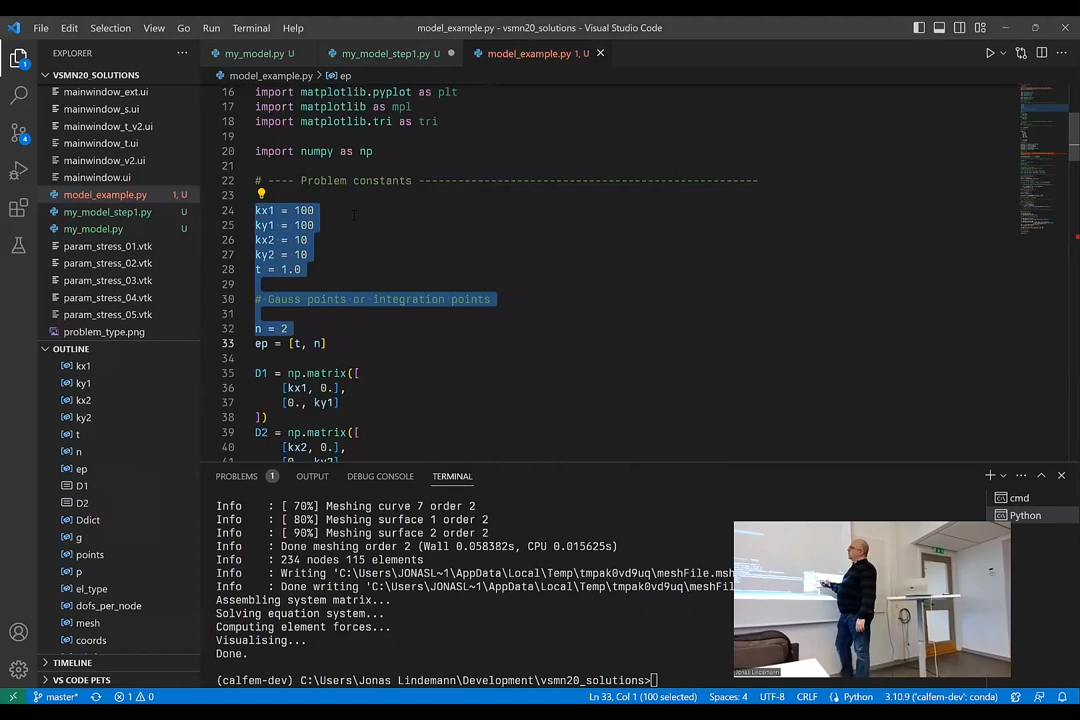 File Edit Selection View Go Run Terminal Help
model_example.py - vsmn20_solutions - Visual Studio Code
EXPLORER
VSMN20_SOLUTIONS
mainwindow_ext.ui
mainwindow_s.ui
mainwindow_t_v2.ui
mainwindow_t.ui
mainwindow_v2.ui
mainwindow.ui
model_example.py 1, U
my_model_step1.py U
my_model.py U
param_stress_01.vtk
param_stress_02.vtk
param_stress_03.vtk
param_stress_04.vtk
param_stress_05.vtk
problem_type.png
OUTLINE
kx1
ky1
kx2
ky2
t
n
ep
D1
D2
Ddict
g
points
p
el_type
dofs_per_node
mesh
coords
TIMELINE
CODE PETS
my_model.py U
my_model_step1.py U
model_example.py 1, U
model_example.py > ep
16 import matplotlib.pyplot as plt
17 import matplotlib as mpl
18 import matplotlib.tri as tri
19
20 import numpy as np
21
22 # ---- Problem constants ----------------------------------------------------
23
24 kx1 = 100
25 ky1 = 100
26 kx2 = 10
27 ky2 = 10
28 t = 1.0
29
30 # Gauss points or integration points
31
32 n = 2
33 ep = [t, n]
34
35 D1 = np.matrix([
36 [kx1, 0.],
37 [0., ky1]
38 ])
39 D2 = np.matrix([
40 [kx2, 0.],
PROBLEMS 1 OUTPUT DEBUG CONSOLE TERMINAL
cmd
Python
Info : [ 70%] Meshing curve 7 order 2
Info : [ 80%] Meshing surface 1 order 2
Info : [ 90%] Meshing surface 2 order 2
Info : Done meshing order 2 (Wall 0.058382s, CPU 0.015625s)
Info : 234 nodes 115 elements
Info : Writing 'C:\Users\JONASL~1\AppData\Local\Temp\tmpak0vd9uq\meshFile.msh
Info : Done writing 'C:\Users\JONASL~1\AppData\Local\Temp\tmpak0vd9uq\meshFil
Assembling system matrix...
Solving equation system...
Computing element forces...
Visualising...
Done.
(calfem-dev) C:\Users\Jonas Lindemann\Development\vsmn20_solutions>
Jonas Lindemann
master* 1 0
Ln 33, Col 1 (100 selected) Spaces: 4 UTF-8 CRLF Python 3.10.9 ('calfem-dev': conda)